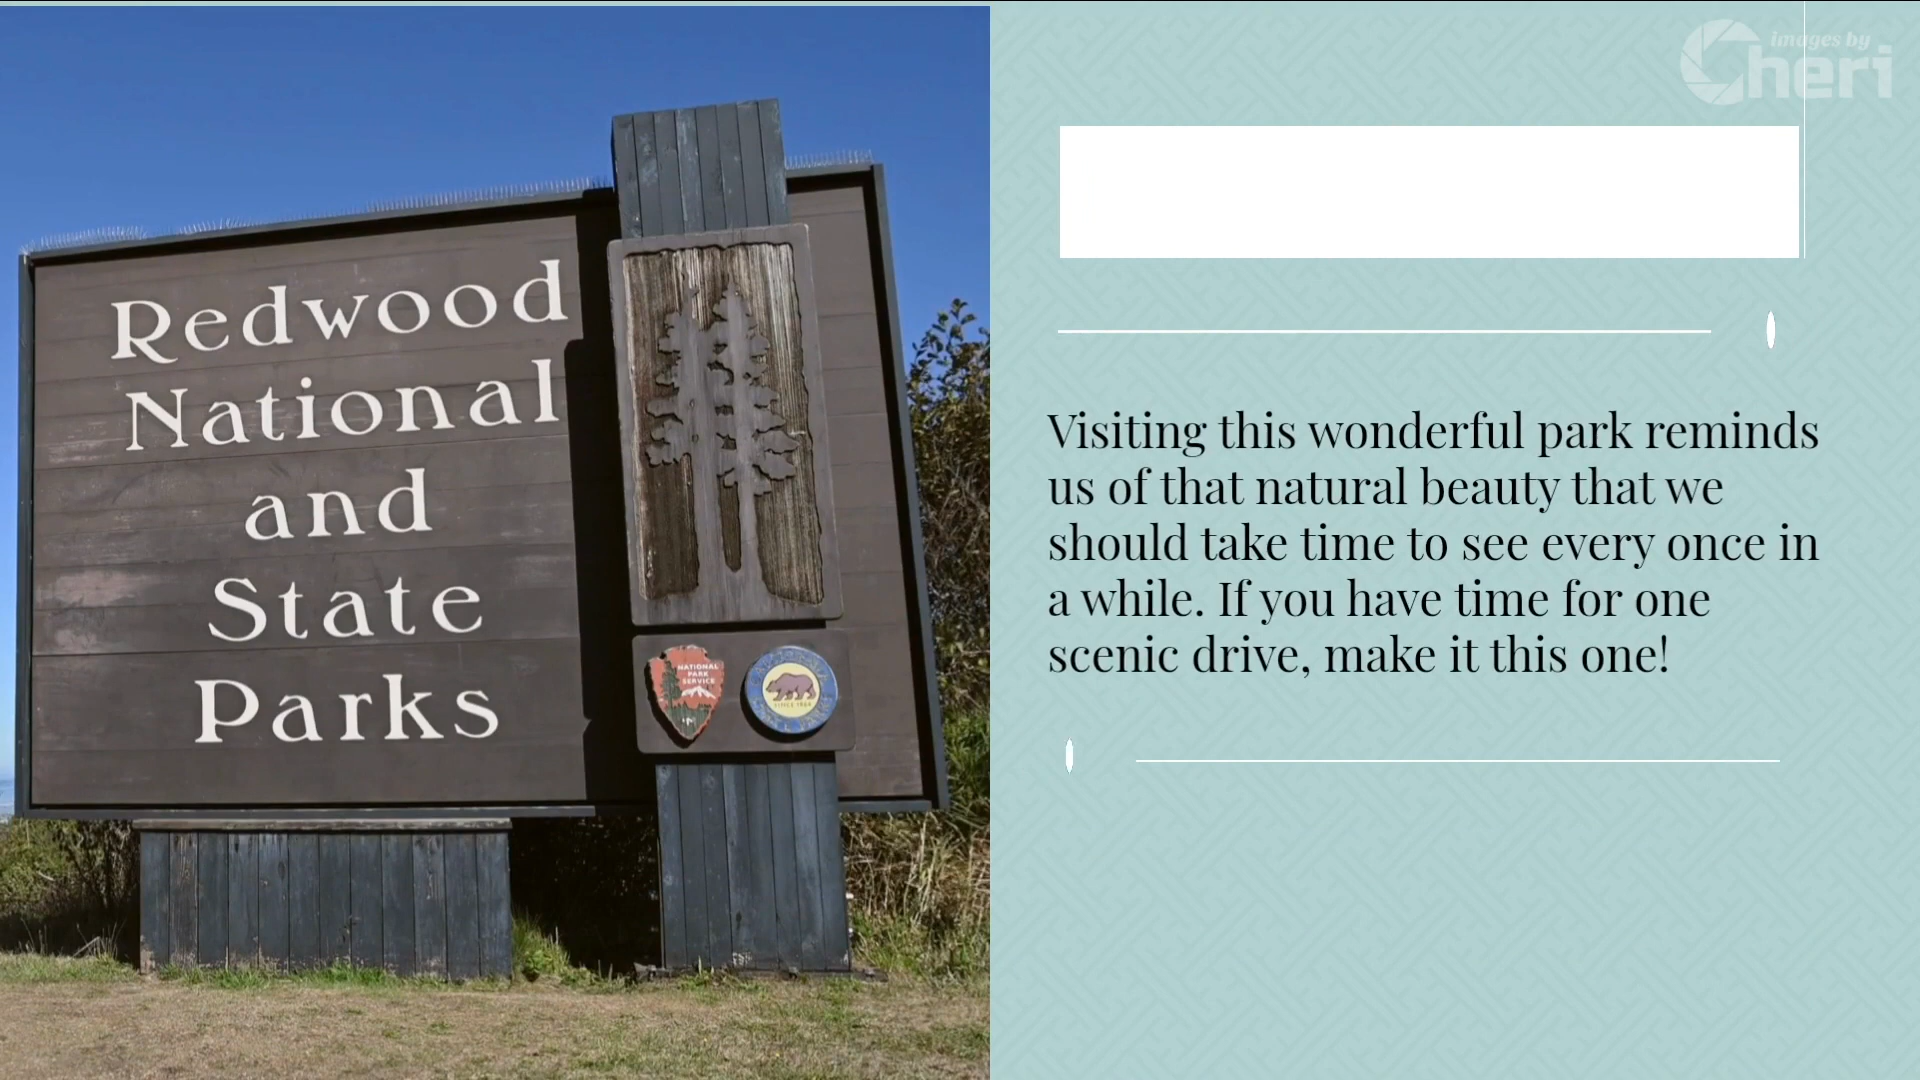 Redwood
National
and
State
Parks
NATIONAL
PARK
SERVICE
SINCE 1864
images by
Cheri
Visiting this wonderful park reminds
us of that natural beauty that we
should take time to see every once in
a while. If you have time for one
scenic drive, make it this one!